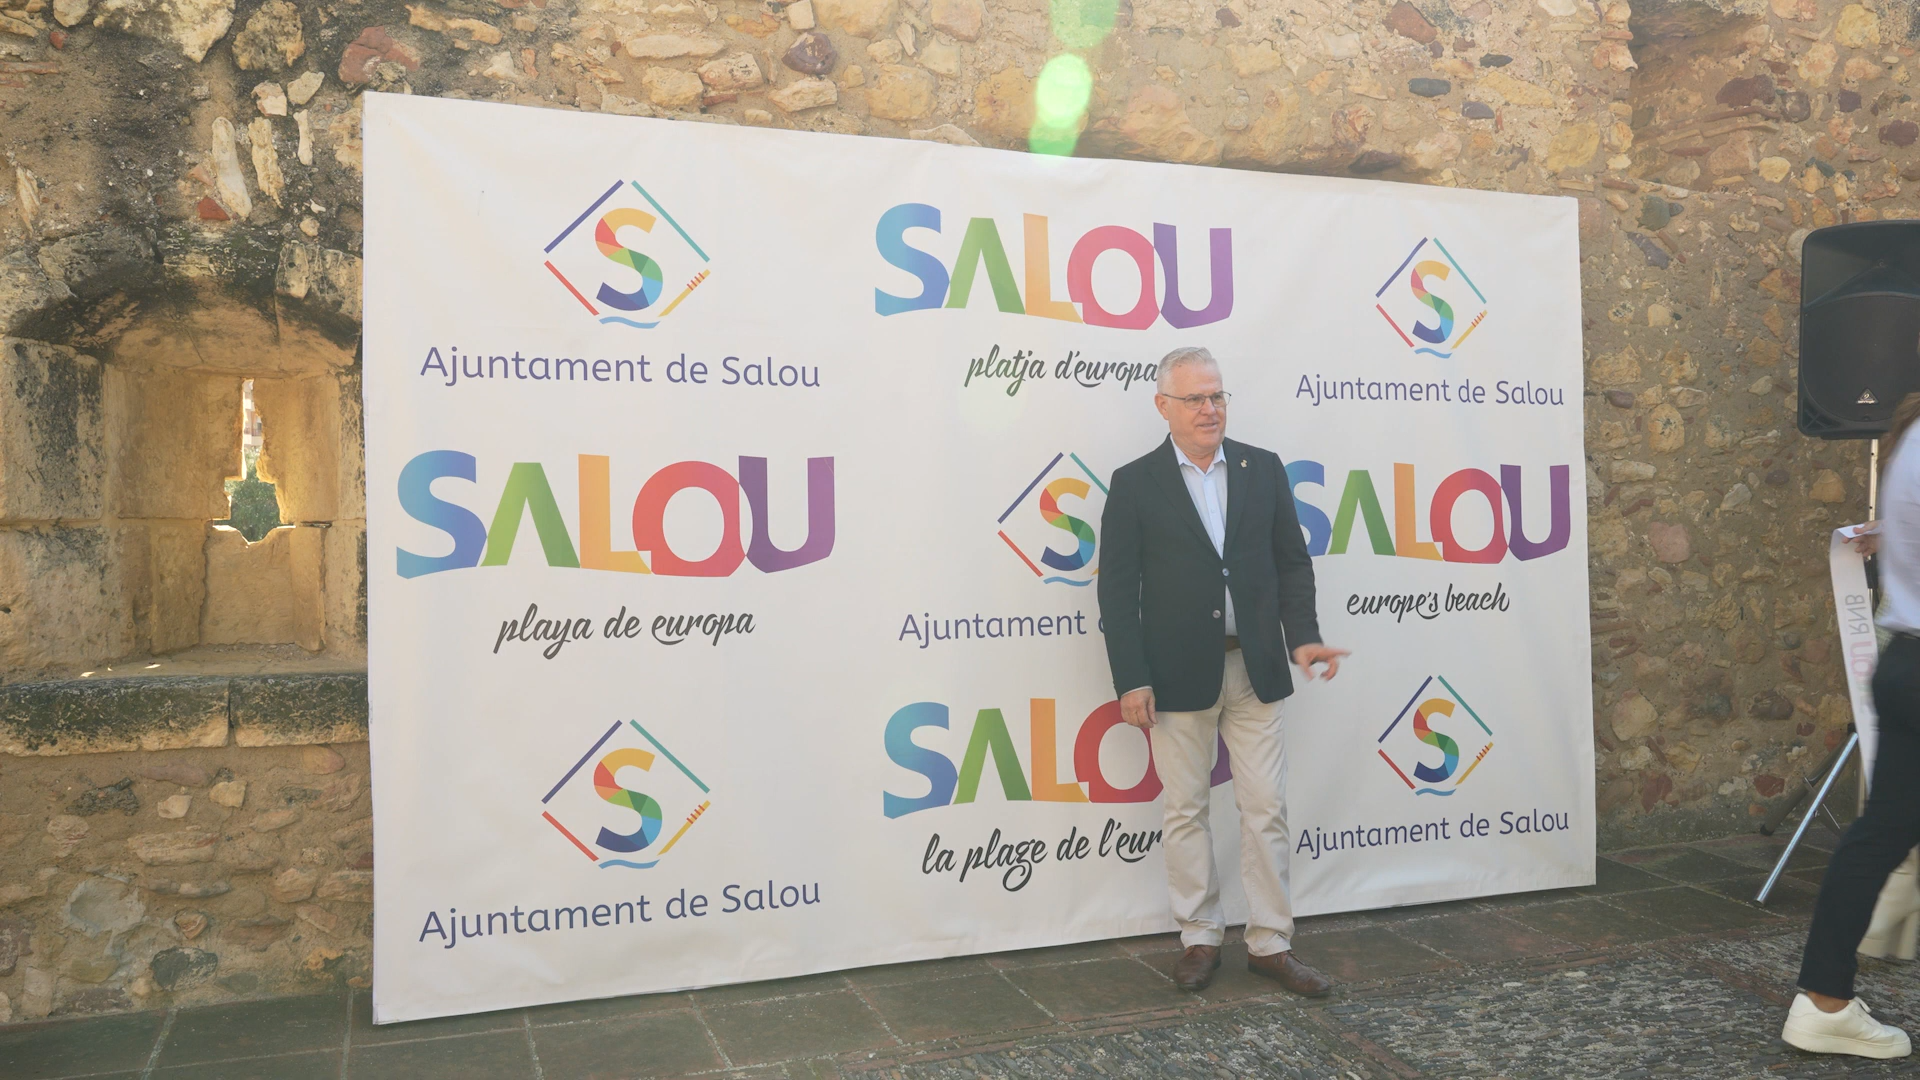 S
Ajuntament de Salou
SALOU
platja d'europa
S
Ajuntament de Salou
SALOU
playa de europa
S
Ajuntament
SALOU
europe's beach
S
Ajuntament de Salou
SALO
la plage de l'eur
S
Ajuntament de Salou